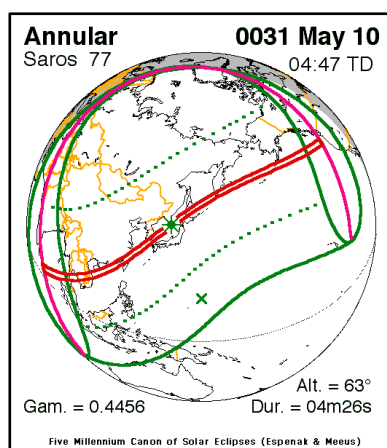 Annular 0031 May 10
Saros 77 04:47 TD
Alt. = 63°
Gam. = 0.4456 Dur. = 04m26s
Five Millennium Canon of Solar Eclipses (Espenak & Meeus)